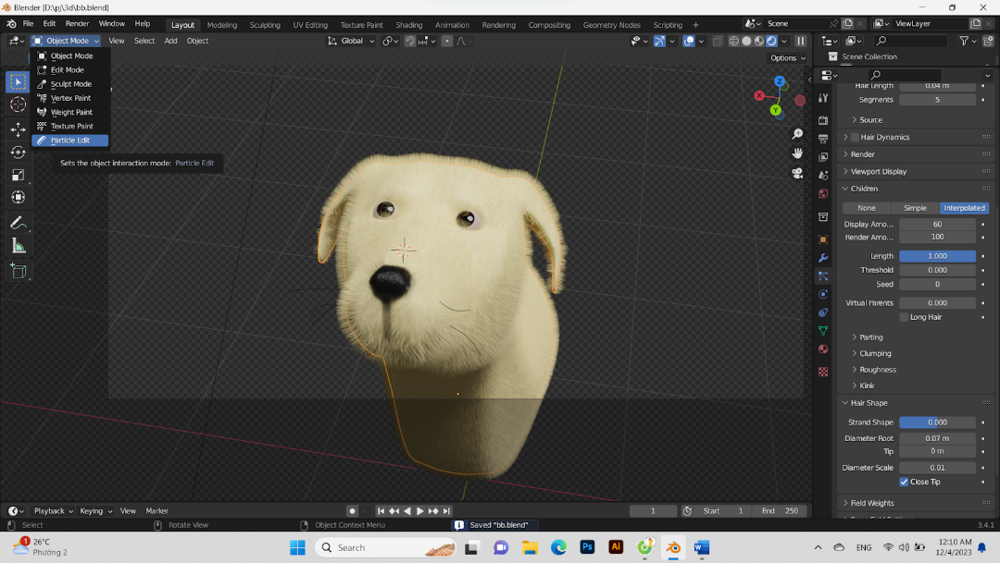 Blender [D:\pj\3d\bb.blend]
File Edit Render Window Help Layout Modeling Sculpting UV Editing Texture Paint Shading Animation Rendering Compositing Geometry Nodes Scripting + Scene ViewLayer
Object Mode View Select Add Object Global
Options
Scene Collection
Object Mode
Edit Mode
Sculpt Mode
Vertex Paint
Weight Paint
Texture Paint
Particle Edit
Sets the object interaction mode: Particle Edit
X
Y
Z
Hair Length 0.04 m
Segments 5
Source
Hair Dynamics
Render
Viewport Display
Children
None Simple Interpolated
Display Amo... 60
Render Amo... 100
Length 1.000
Threshold 0.000
Seed 0
Virtual Parents 0.000
Long Hair
Parting
Clumping
Roughness
Kink
Hair Shape
Strand Shape 0.000
Diameter Root 0.07 m
Tip 0 m
Diameter Scale 0.01
Close Tip
Field Weights
Playback Keying View Marker 1 Start 1 End 250
Select Rotate View Object Context Menu Saved "bb.blend" 3.4.1
1 26°C
Phường 2
Search
Ps Ai W
ENG
12:10 AM
12/4/2023